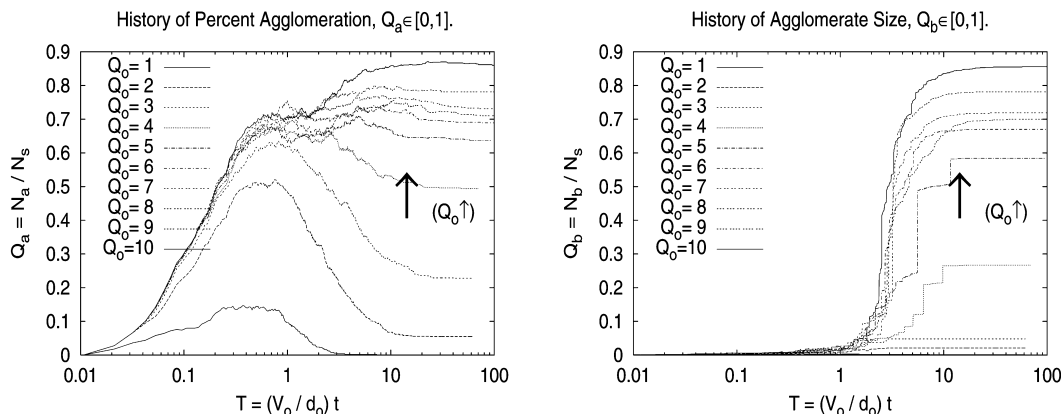 History of Percent Agglomeration, Qₐ∈[0,1].
Qₐ = Nₐ / Nₛ
0.9
0.8
0.7
0.6
0.5
0.4
0.3
0.2
0.1
0
Qₒ= 1
Qₒ= 2
Qₒ= 3
Qₒ= 4
Qₒ= 5
Qₒ= 6
Qₒ= 7
Qₒ= 8
Qₒ= 9
Qₒ=10
(Qₒ↑)
0.01
0.1
1
10
100
T = (Vₒ / dₒ) t
History of Agglomerate Size, Q_b∈[0,1].
Q_b = N_b / Nₛ
0.9
0.8
0.7
0.6
0.5
0.4
0.3
0.2
0.1
0
Qₒ= 1
Qₒ= 2
Qₒ= 3
Qₒ= 4
Qₒ= 5
Qₒ= 6
Qₒ= 7
Qₒ= 8
Qₒ= 9
Qₒ=10
(Qₒ↑)
0.01
0.1
1
10
100
T = (Vₒ / dₒ) t